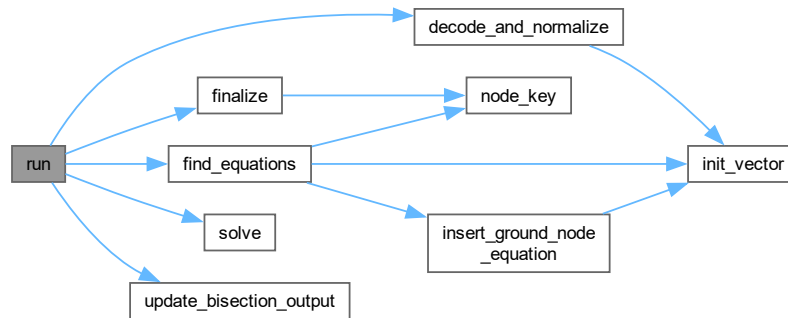 decode_and_normalize
finalize
node_key
run
find_equations
init_vector
solve
insert_ground_node
_equation
update_bisection_output